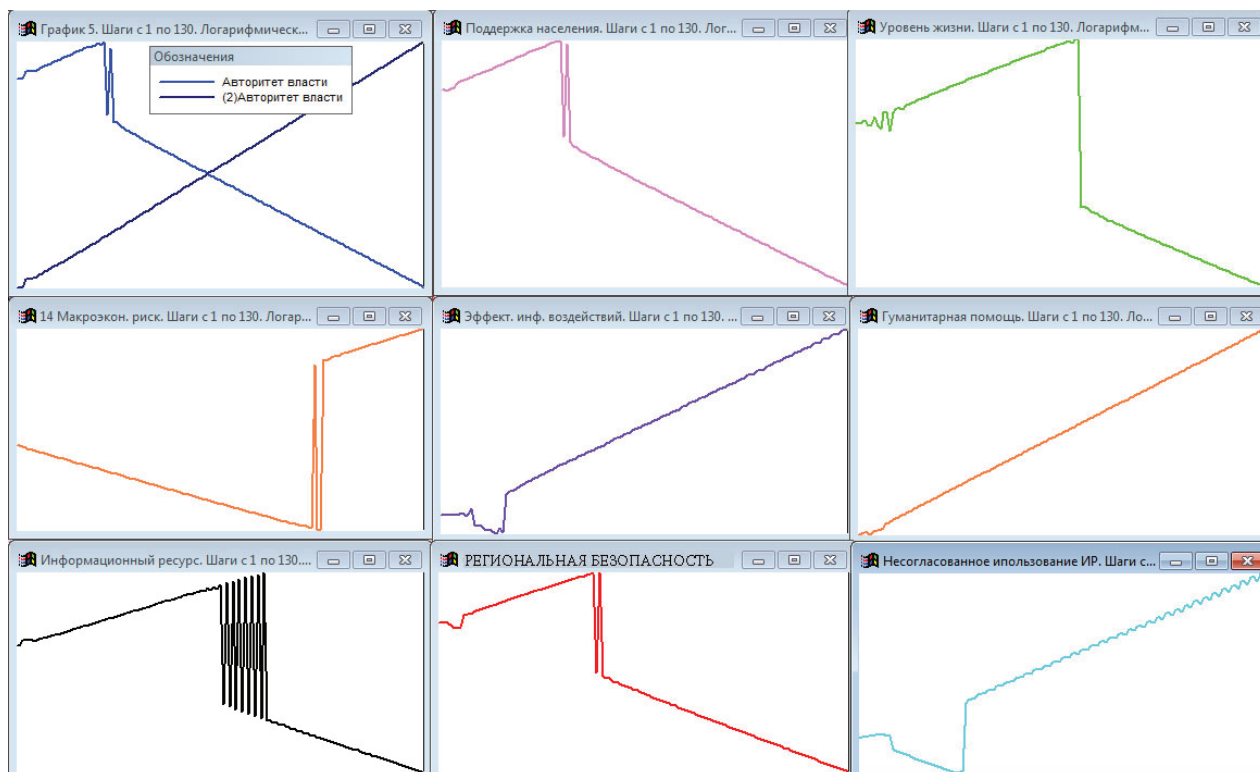 График 5. Шаги с 1 по 130. Логарифмическ...
Поддержка населения. Шаги с 1 по 130. Лог...
Уровень жизни. Шаги с 1 по 130. Логарифм...
Обозначения
Авторитет власти
(2)Авторитет власти
14 Макроэкон. риск. Шаги с 1 по 130. Логар...
Эффект. инф. воздействий. Шаги с 1 по 130. ...
Гуманитарная помощь. Шаги с 1 по 130. Ло...
Информационный ресурс. Шаги с 1 по 130....
РЕГИОНАЛЬНАЯ БЕЗОПАСНОСТЬ
Несогласованное ипользование ИР. Шаги с...